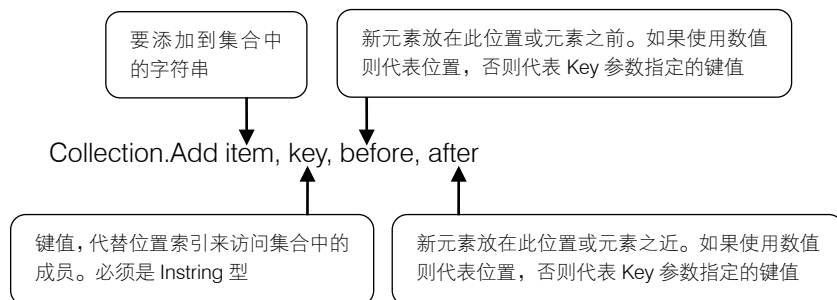 要添加到集合中
的字符串
新元素放在此位置或元素之前。如果使用数值
则代表位置，否则代表 Key 参数指定的键值
Collection.Add item, key, before, after
键值，代替位置索引来访问集合中的
成员。必须是 Instring 型
新元素放在此位置或元素之近。如果使用数值
则代表位置，否则代表 Key 参数指定的键值